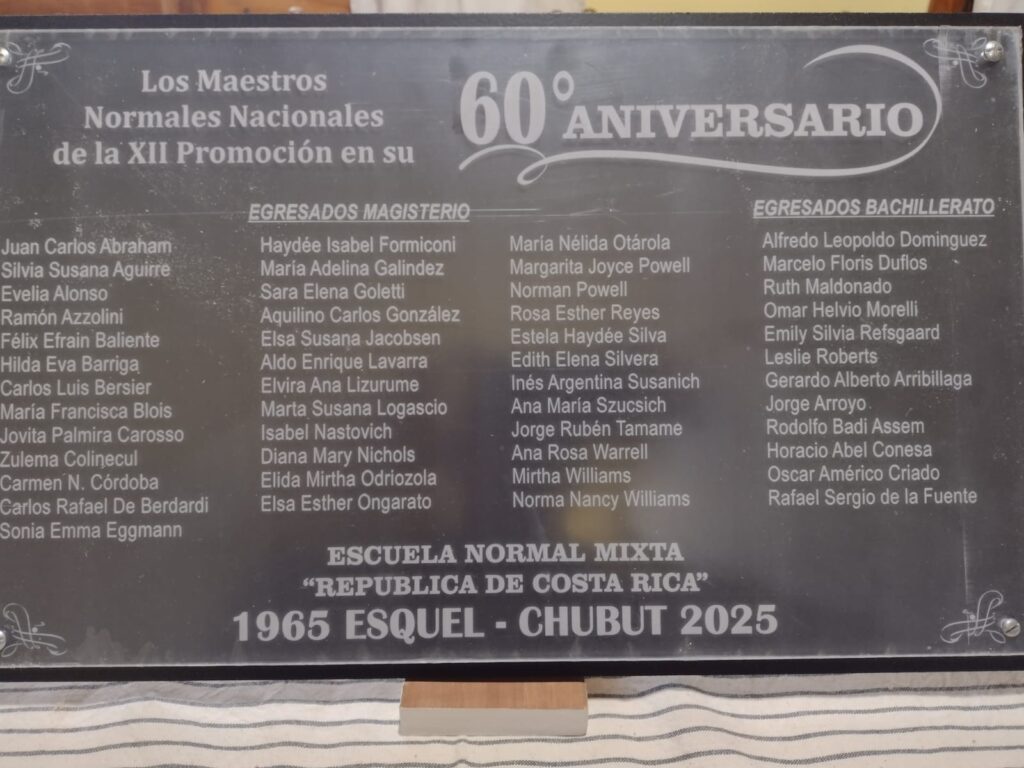 Los Maestros
Normales Nacionales
de la XII Promoción en su
60° ANIVERSARIO
EGRESADOS MAGISTERIO
Juan Carlos Abraham
Silvia Susana Aguirre
Evelia Alonso
Ramón Azzolini
Félix Efrain Baliente
Hilda Eva Barriga
Carlos Luis Bersier
María Francisca Blois
Jovita Palmira Carosso
Zulema Colinecul
Carmen N. Córdoba
Carlos Rafael De Berdardi
Sonia Emma Eggmann
Haydée Isabel Formiconi
María Adelina Galindez
Sara Elena Goletti
Aquilino Carlos González
Elsa Susana Jacobsen
Aldo Enrique Lavarra
Elvira Ana Lizurume
Marta Susana Logascio
Isabel Nastovich
Diana Mary Nichols
Elida Mirtha Odriozola
Elsa Esther Ongarato
María Nélida Otárola
Margarita Joyce Powell
Norman Powell
Rosa Esther Reyes
Estela Haydée Silva
Edith Elena Silvera
Inés Argentina Susanich
Ana María Szucsich
Jorge Rubén Tamame
Ana Rosa Warrell
Mirtha Williams
Norma Nancy Williams
EGRESADOS BACHILLERATO
Alfredo Leopoldo Dominguez
Marcelo Floris Duflos
Ruth Maldonado
Omar Helvio Morelli
Emily Silvia Refsgaard
Leslie Roberts
Gerardo Alberto Arribillaga
Jorge Arroyo
Rodolfo Badi Assem
Horacio Abel Conesa
Oscar Américo Criado
Rafael Sergio de la Fuente
ESCUELA NORMAL MIXTA
“REPUBLICA DE COSTA RICA”
1965 ESQUEL - CHUBUT 2025